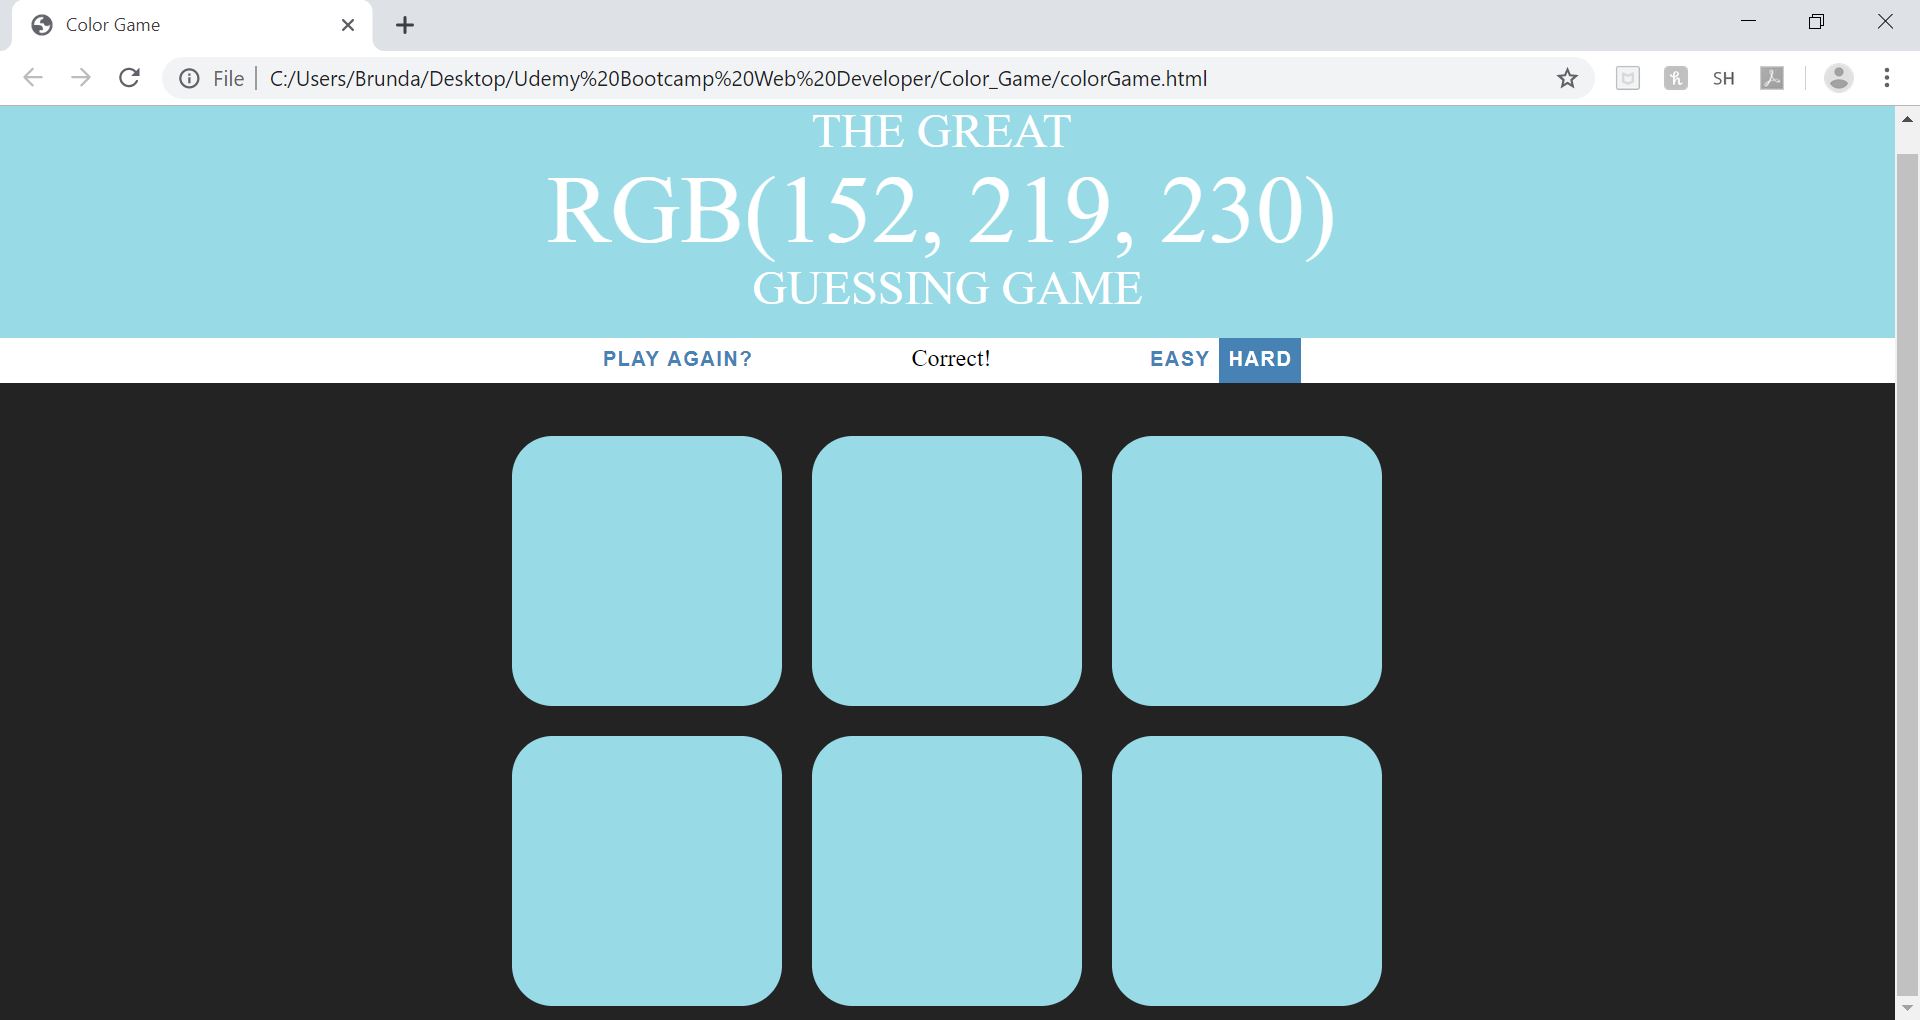 Color Game
File C:/Users/Brunda/Desktop/Udemy%20Bootcamp%20Web%20Developer/Color_Game/colorGame.html SH
THE GREAT
RGB(152, 219, 230)
GUESSING GAME
PLAY AGAIN? Correct! EASY HARD